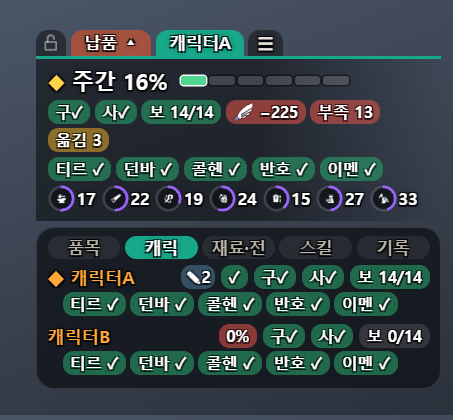 납품 ▲ 캐릭터A ☰
◆ 주간 16%
구✓ 사✓ 보 14/14 −225 부족 13
옮김 3
티르 ✓ 던바 ✓ 콜헨 ✓ 반호 ✓ 이멘 ✓
17 22 19 24 15 27 33
품목 캐릭 재료·전 스킬 기록
◆ 캐릭터A 2 ✓ 구✓ 사✓ 보 14/14
티르 ✓ 던바 ✓ 콜헨 ✓ 반호 ✓ 이멘 ✓
캐릭터B 0% 구✓ 사✓ 보 0/14
티르 ✓ 던바 ✓ 콜헨 ✓ 반호 ✓ 이멘 ✓